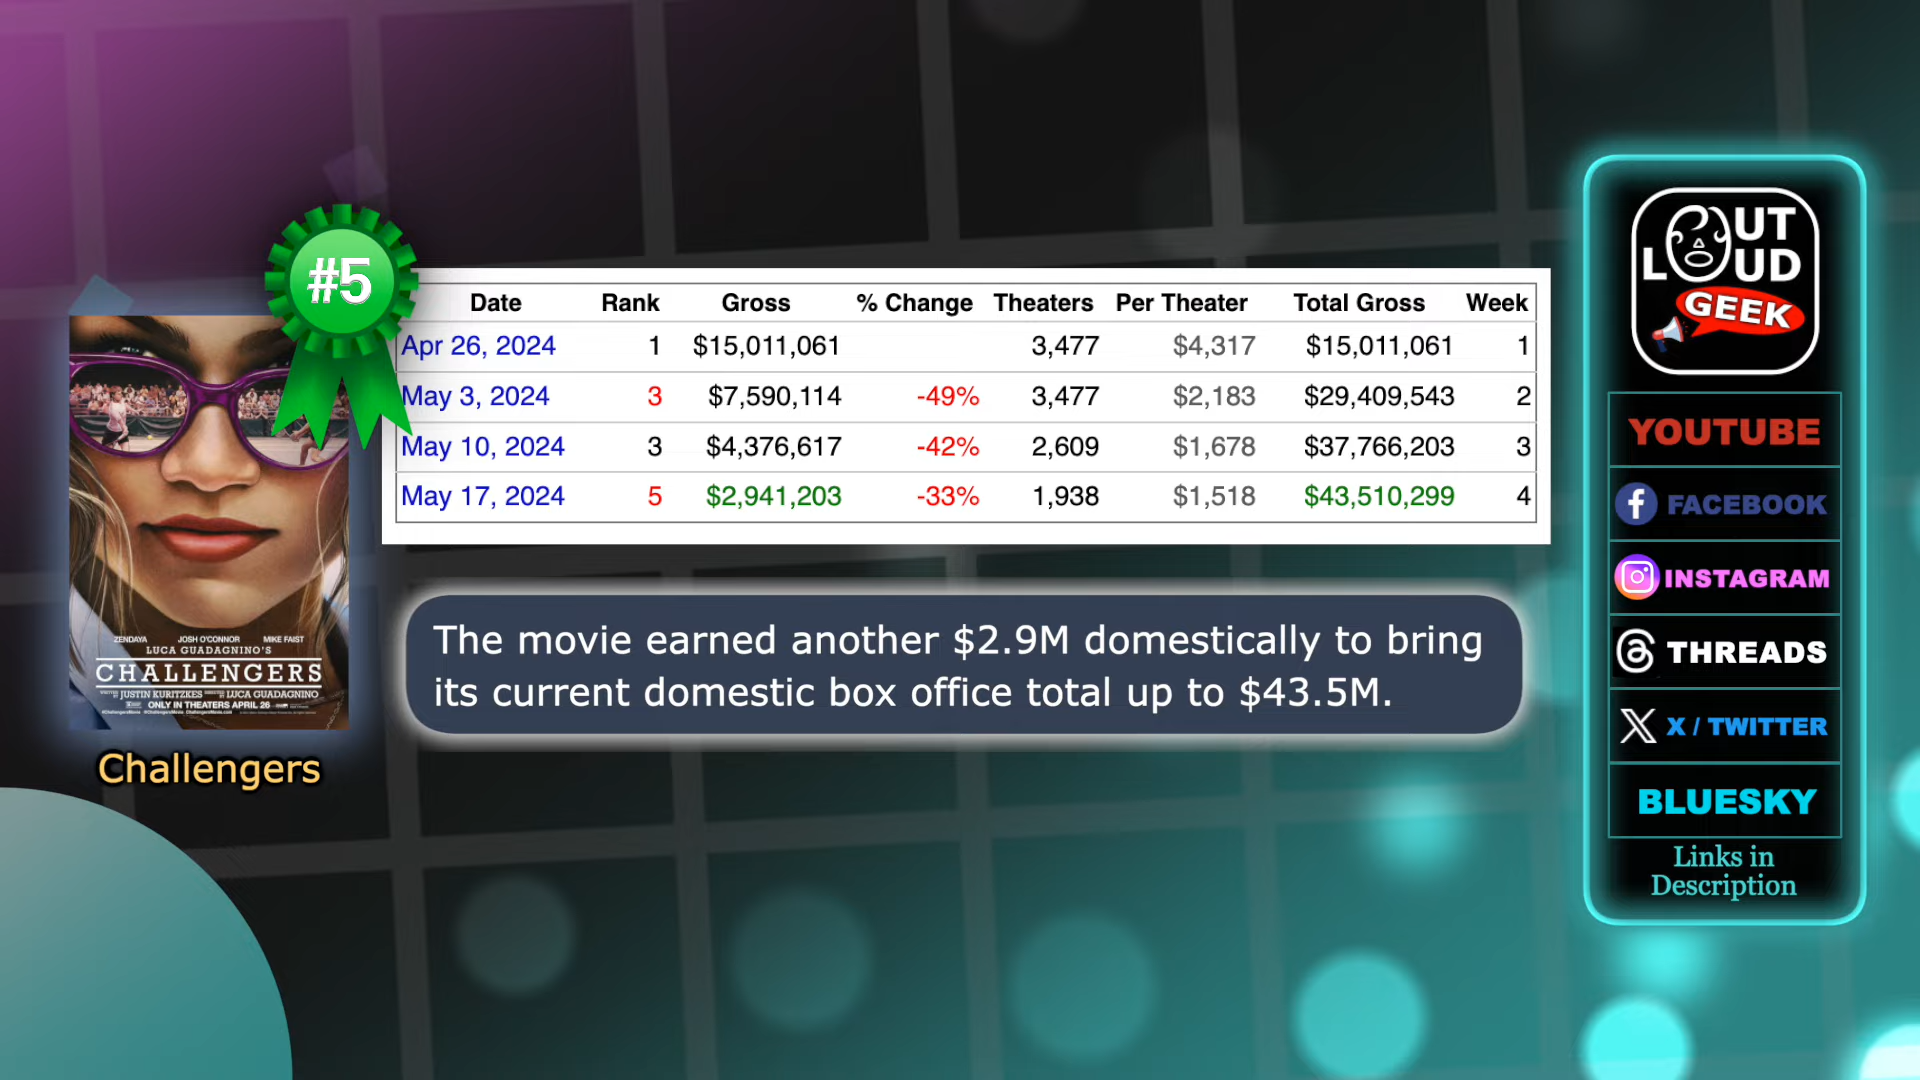 #5
Date Rank Gross % Change Theaters Per Theater Total Gross Week
Apr 26, 2024 1 $15,011,061 3,477 $4,317 $15,011,061 1
May 3, 2024 3 $7,590,114 -49% 3,477 $2,183 $29,409,543 2
May 10, 2024 3 $4,376,617 -42% 2,609 $1,678 $37,766,203 3
May 17, 2024 5 $2,941,203 -33% 1,938 $1,518 $43,510,299 4
ZENDAYA JOSH O'CONNOR MIKE FAIST
LUCA GUADAGNINO'S
CHALLENGERS
WRITTEN BY JUSTIN KURITZKES DIRECTED BY LUCA GUADAGNINO
ONLY IN THEATERS APRIL 26
Challengers
The movie earned another $2.9M domestically to bring
its current domestic box office total up to $43.5M.
OUT
LOUD
GEEK
YOUTUBE
FACEBOOK
INSTAGRAM
THREADS
X / TWITTER
BLUESKY
Links in
Description